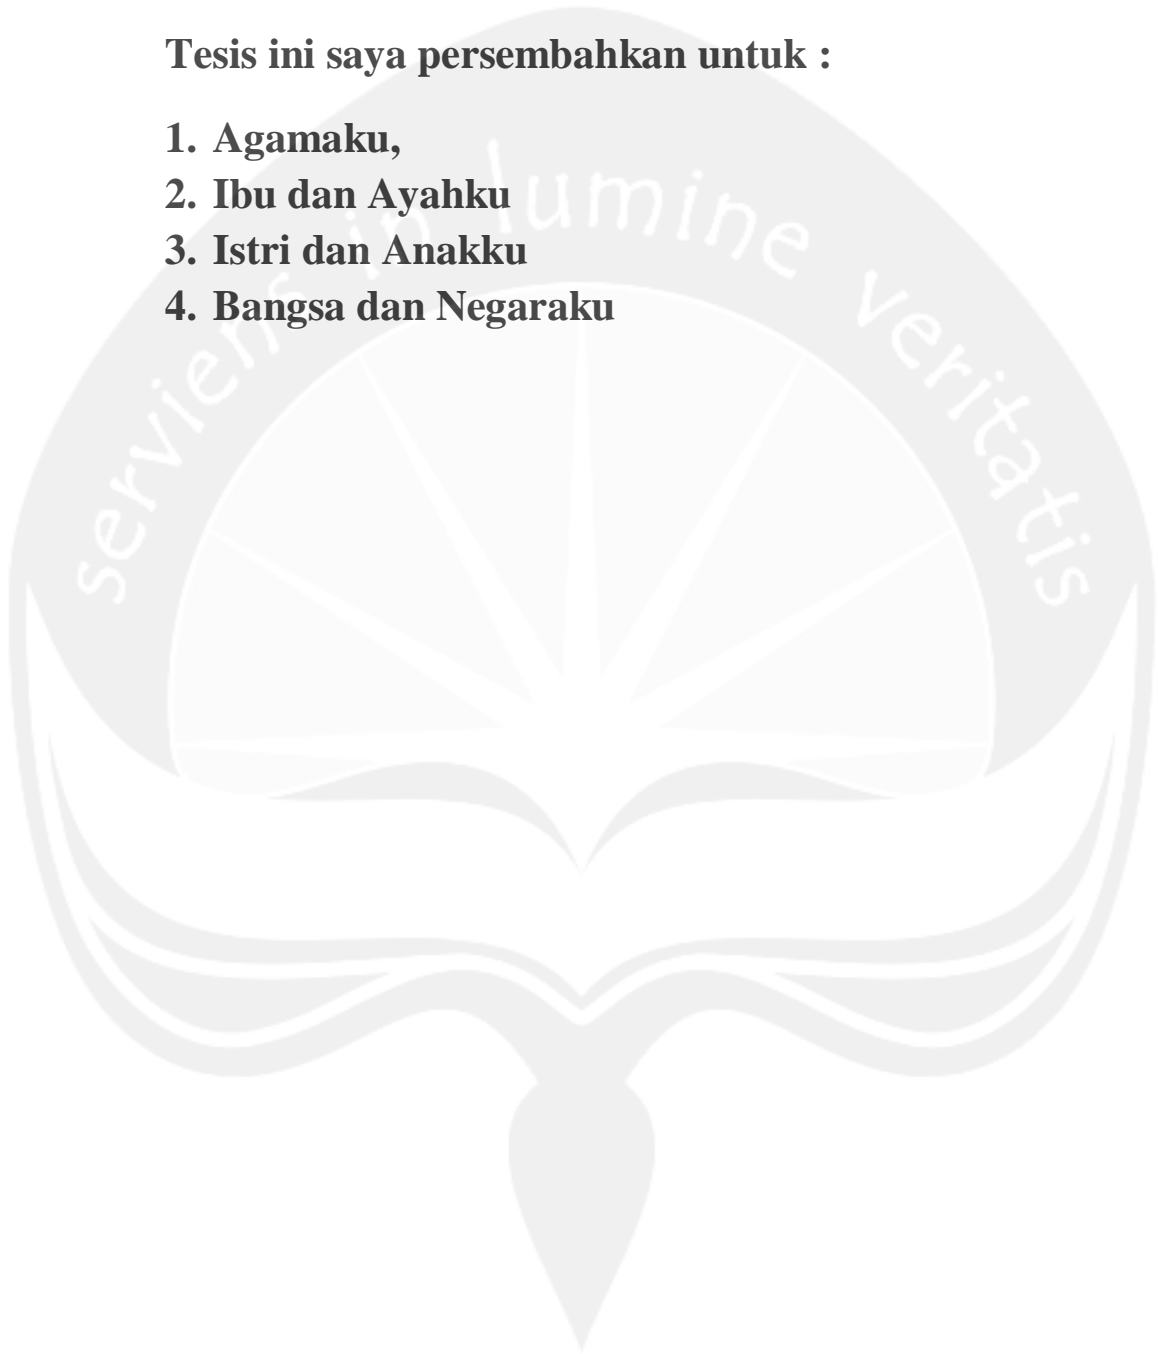 Tesis ini saya persembahkan untuk :
1. Agamaku,
2. Ibu dan Ayahku
3. Istri dan Anakku
4. Bangsa dan Negaraku
serviens in lumine veritatis